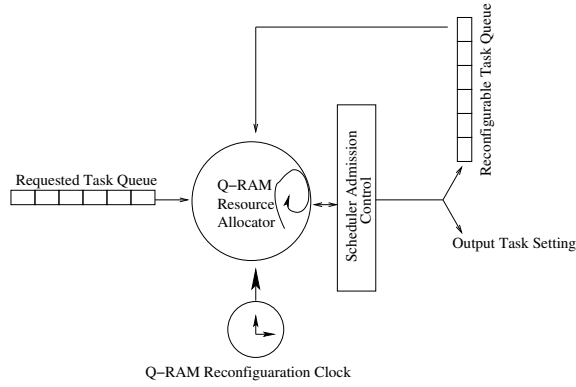 Requested Task Queue
Q−RAM
Resource
Allocator
Scheduler Admission
Control
Reconfigurable Task Queue
Output Task Setting
Q−RAM Reconfiguaration Clock